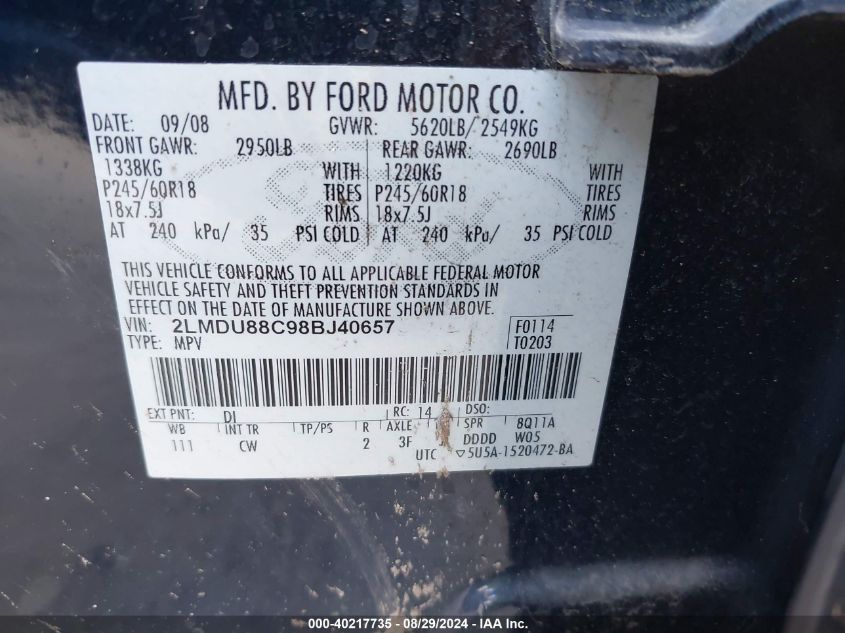 MFD. BY FORD MOTOR CO.
DATE: 09/08 GVWR: 5620LB/ 2549KG
FRONT GAWR: 2950LB REAR GAWR: 2690LB
1338KG WITH 1220KG WITH
P245/60R18 TIRES P245/60R18 TIRES
18x7.5J RIMS 18x7.5J RIMS
AT 240 kPa/ 35 PSI COLD AT 240 kPa/ 35 PSI COLD
THIS VEHICLE CONFORMS TO ALL APPLICABLE FEDERAL MOTOR
VEHICLE SAFETY AND THEFT PREVENTION STANDARDS IN
EFFECT ON THE DATE OF MANUFACTURE SHOWN ABOVE.
VIN: 2LMDU88C98BJ40657 F0114
TYPE: MPV T0203
EXT PNT: DI RC: 14 DSO:
WB INT TR TP/PS R AXLE SPR 8Q11A
111 CW 2 3F DDDD W05
UTC ▽5U5A-1520472-BA
000-40217735 - 08/29/2024 -